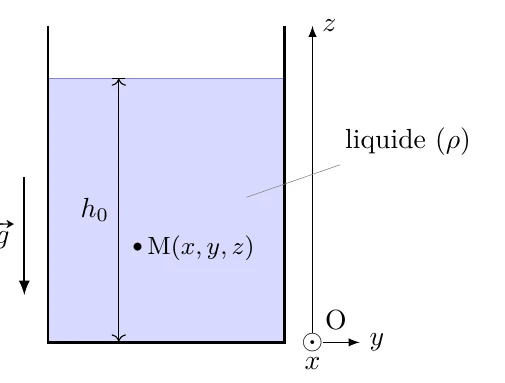 z
liquide (ρ)
h₀
M(x, y, z)
g⃗
O
y
x